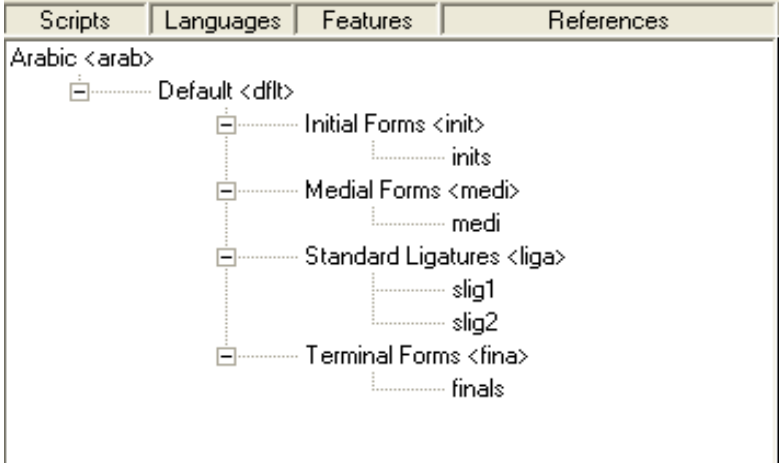 Scripts Languages Features References
Arabic <arab>
Default <dflt>
Initial Forms <init>
inits
Medial Forms <medi>
medi
Standard Ligatures <liga>
slig1
slig2
Terminal Forms <fina>
finals